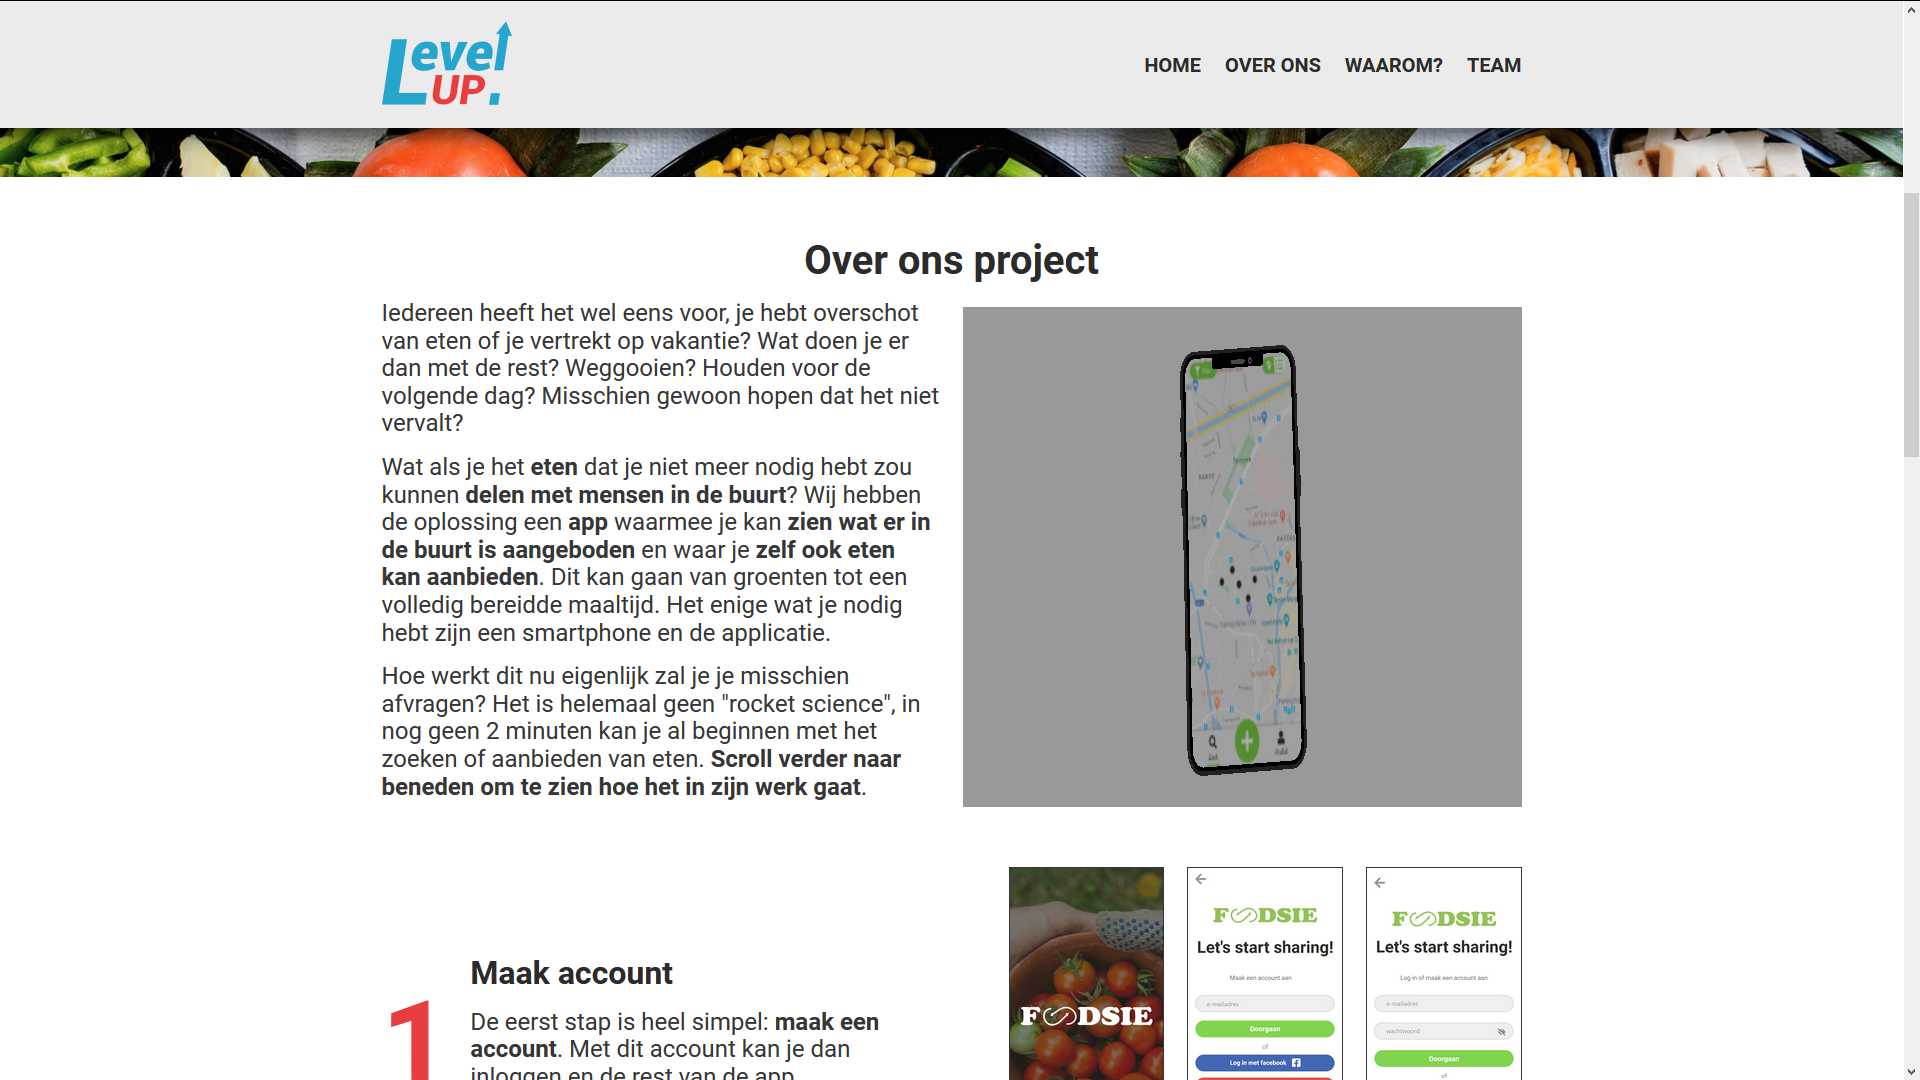 Level
UP.
HOME OVER ONS WAAROM? TEAM
Over ons project
Iedereen heeft het wel eens voor, je hebt overschot
van eten of je vertrekt op vakantie? Wat doen je er
dan met de rest? Weggooien? Houden voor de
volgende dag? Misschien gewoon hopen dat het niet
vervalt?
Wat als je het eten dat je niet meer nodig hebt zou
kunnen delen met mensen in de buurt? Wij hebben
de oplossing een app waarmee je kan zien wat er in
de buurt is aangeboden en waar je zelf ook eten
kan aanbieden. Dit kan gaan van groenten tot een
volledig bereidde maaltijd. Het enige wat je nodig
hebt zijn een smartphone en de applicatie.
Hoe werkt dit nu eigenlijk zal je je misschien
afvragen? Het is helemaal geen "rocket science", in
nog geen 2 minuten kan je al beginnen met het
zoeken of aanbieden van eten. Scroll verder naar
beneden om te zien hoe het in zijn werk gaat.
1
Maak account
De eerst stap is heel simpel: maak een
account. Met dit account kan je dan
inloggen en de rest van de app
FOODSIE
FOODSIE
Let's start sharing!
Maak een account aan
e-mailadres
Doorgaan
of
Log in met facebook
FOODSIE
Let's start sharing!
Log in of maak een account aan
e-mailadres
wachtwoord
Doorgaan
of